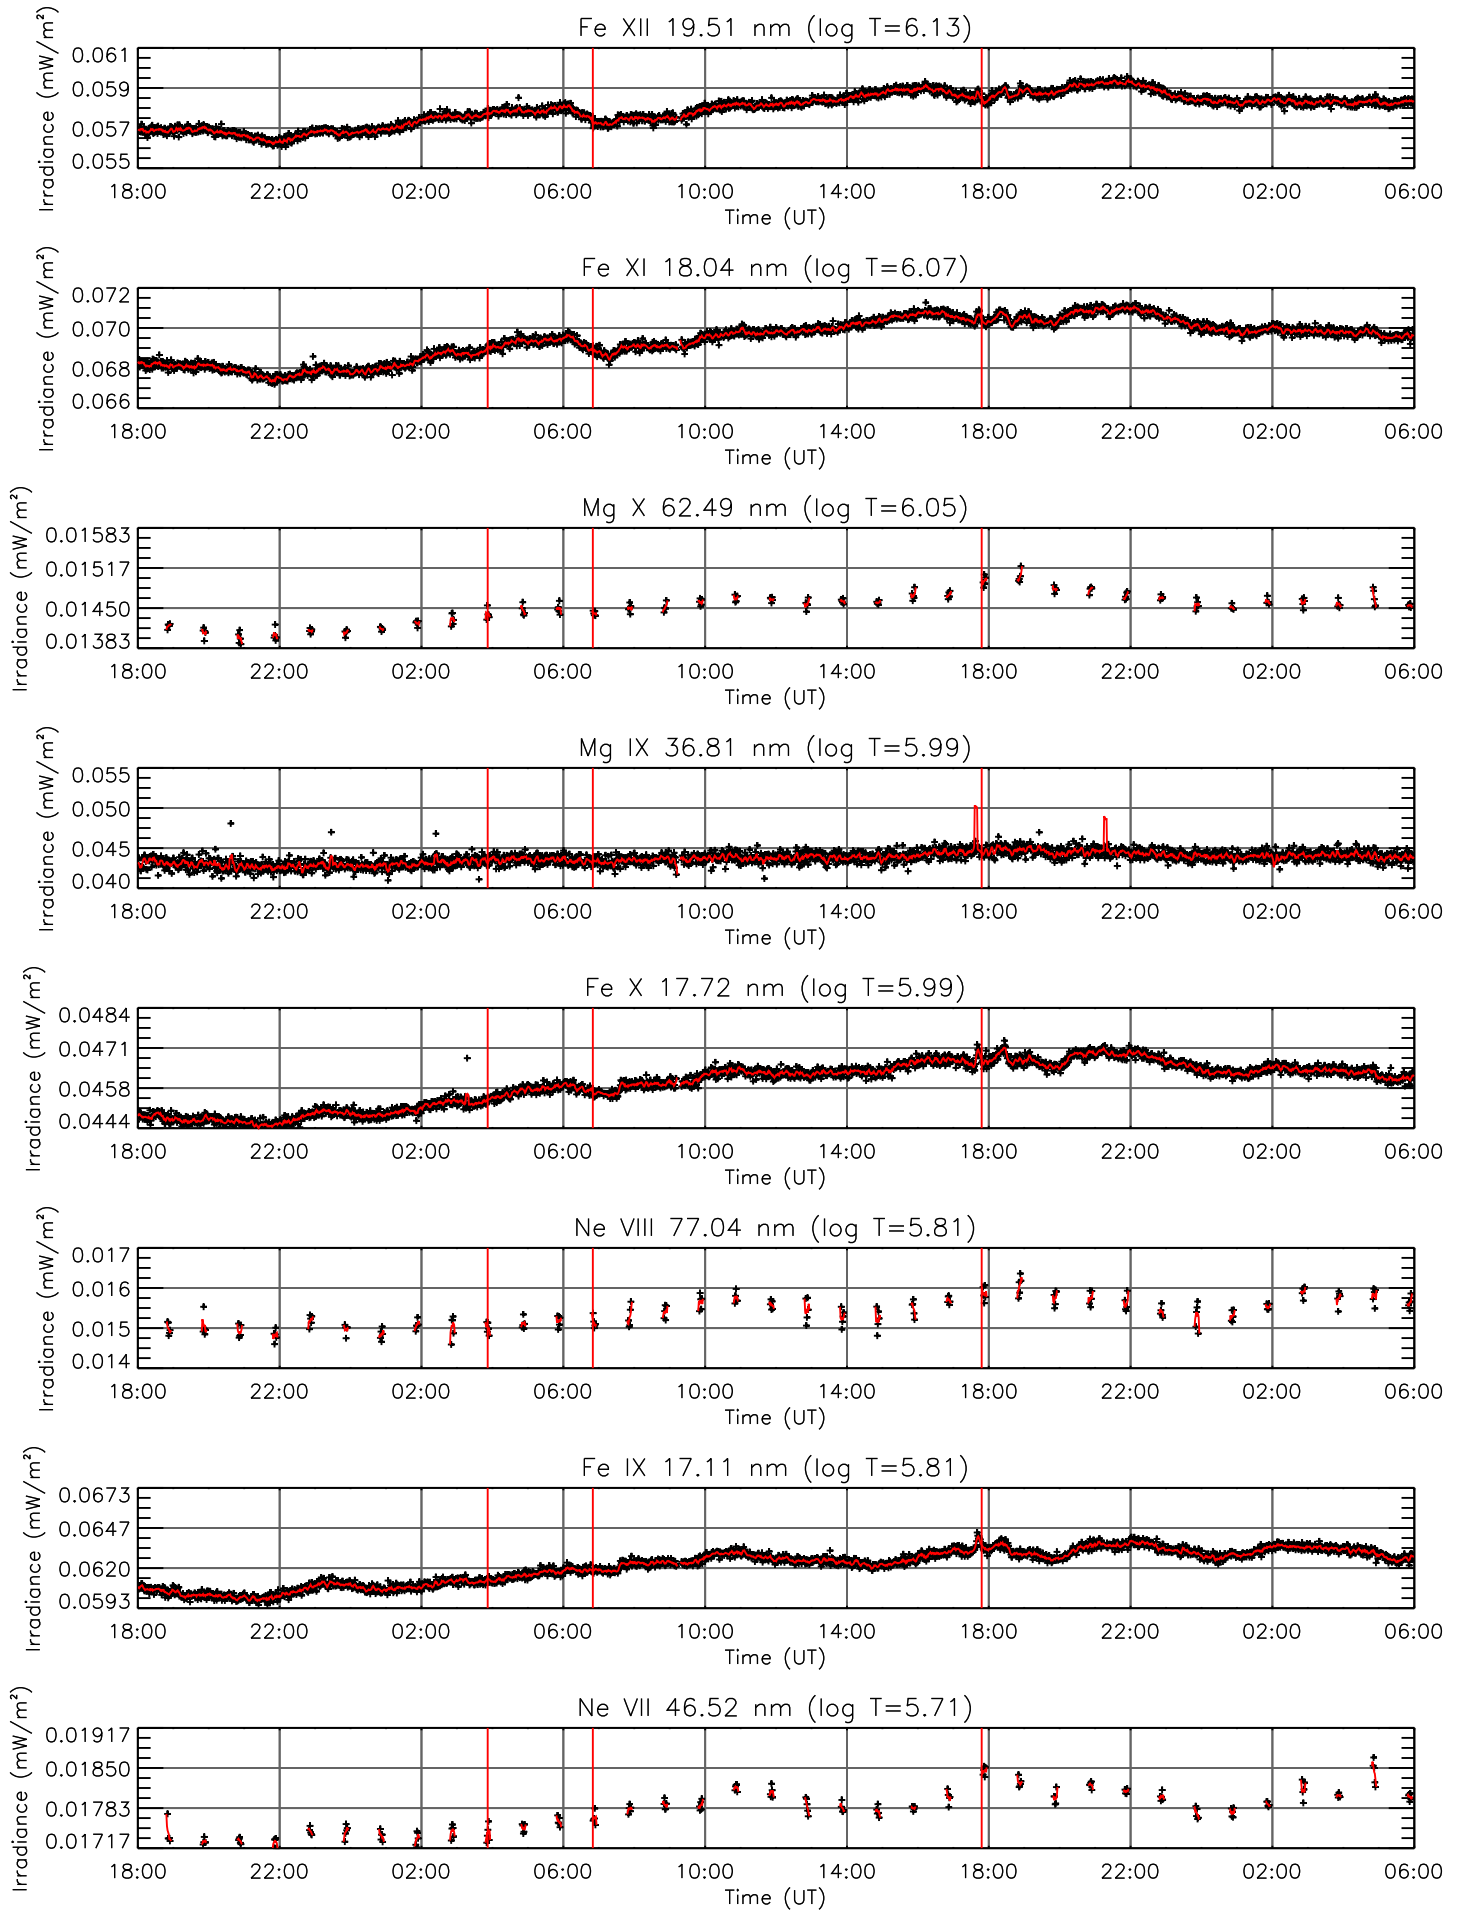 Fe XII 19.51 nm (log T=6.13)
Irradiance (mW/m²)
0.061
0.059
0.057
0.055
18:00 22:00 02:00 06:00 10:00 14:00 18:00 22:00 02:00 06:00
Time (UT)
Fe XI 18.04 nm (log T=6.07)
Irradiance (mW/m²)
0.072
0.070
0.068
0.066
18:00 22:00 02:00 06:00 10:00 14:00 18:00 22:00 02:00 06:00
Time (UT)
Mg X 62.49 nm (log T=6.05)
Irradiance (mW/m²)
0.01583
0.01517
0.01450
0.01383
18:00 22:00 02:00 06:00 10:00 14:00 18:00 22:00 02:00 06:00
Time (UT)
Mg IX 36.81 nm (log T=5.99)
Irradiance (mW/m²)
0.055
0.050
0.045
0.040
18:00 22:00 02:00 06:00 10:00 14:00 18:00 22:00 02:00 06:00
Time (UT)
Fe X 17.72 nm (log T=5.99)
Irradiance (mW/m²)
0.0484
0.0471
0.0458
0.0444
18:00 22:00 02:00 06:00 10:00 14:00 18:00 22:00 02:00 06:00
Time (UT)
Ne VIII 77.04 nm (log T=5.81)
Irradiance (mW/m²)
0.017
0.016
0.015
0.014
18:00 22:00 02:00 06:00 10:00 14:00 18:00 22:00 02:00 06:00
Time (UT)
Fe IX 17.11 nm (log T=5.81)
Irradiance (mW/m²)
0.0673
0.0647
0.0620
0.0593
18:00 22:00 02:00 06:00 10:00 14:00 18:00 22:00 02:00 06:00
Time (UT)
Ne VII 46.52 nm (log T=5.71)
Irradiance (mW/m²)
0.01917
0.01850
0.01783
0.01717
18:00 22:00 02:00 06:00 10:00 14:00 18:00 22:00 02:00 06:00
Time (UT)